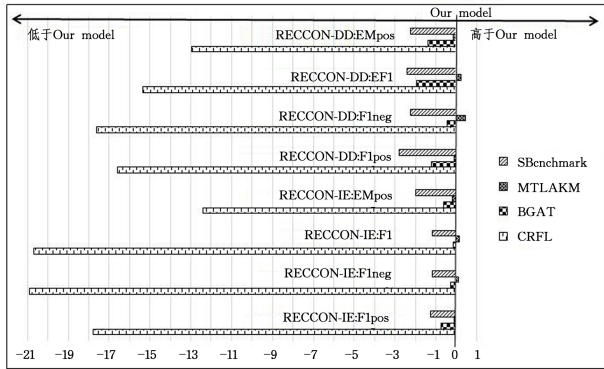 Our model
低于Our model
高于Our model
RECCON-DD:EMpos
RECCON-DD:EF1
RECCON-DD:F1neg
RECCON-DD:F1pos
RECCON-IE:EMpos
RECCON-IE:F1
RECCON-IE:F1neg
RECCON-IE:F1pos
SBcnchmark
MTLAKM
BGAT
CRFL
-21 -19 -17 -15 -13 -11 -9 -7 -5 -3 -1 0 1